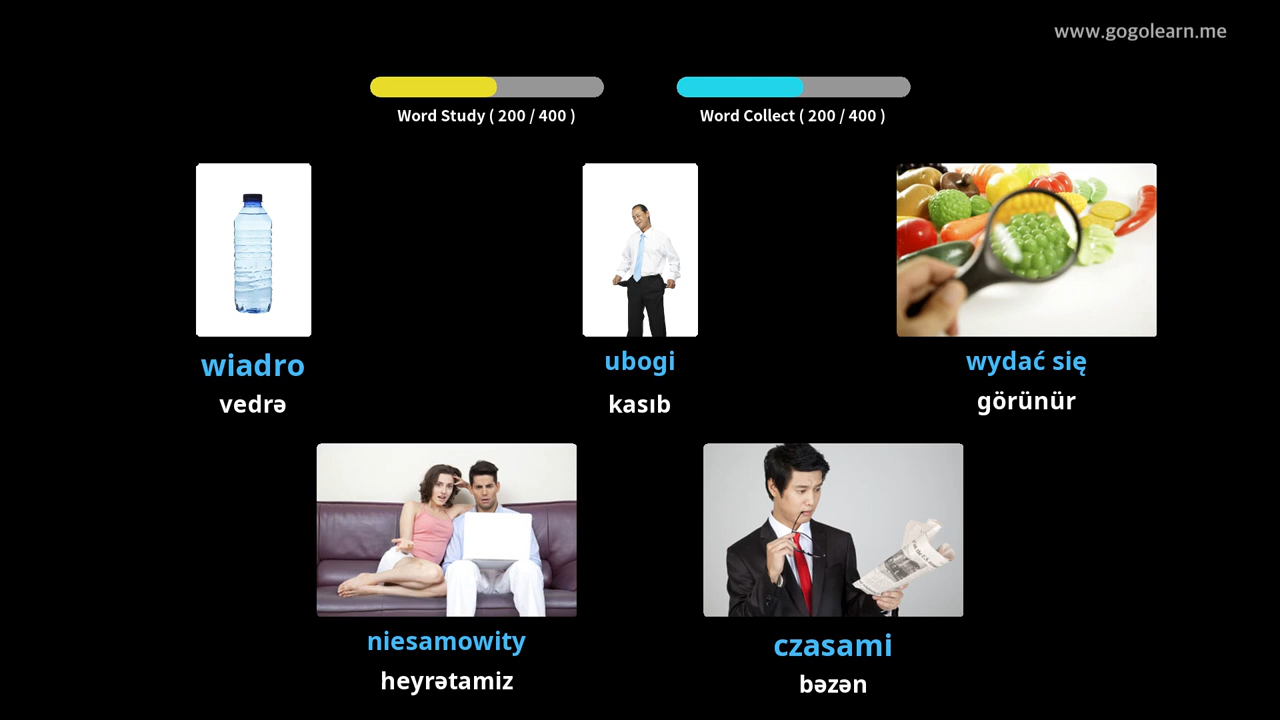 www.gogolearn.me
Word Study ( 200 / 400 )
Word Collect ( 200 / 400 )
wiadro
vedrə
ubogi
kasıb
wydać się
görünür
niesamowity
heyrətamiz
czasami
bəzən